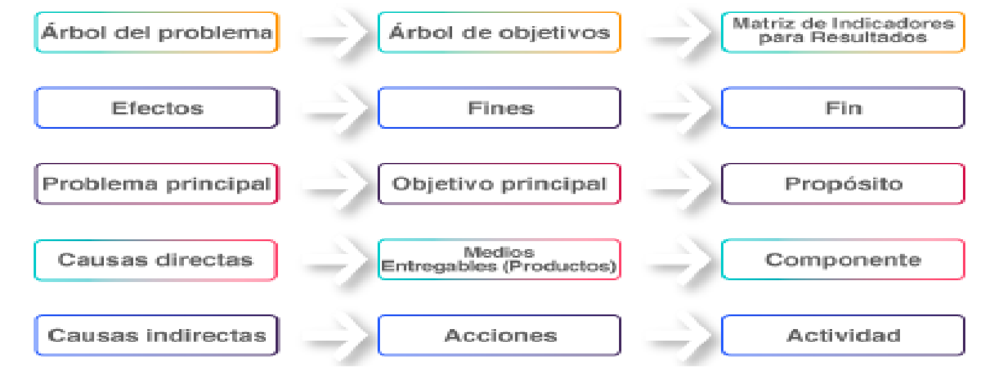 Árbol del problema
Árbol de objetivos
Matriz de Indicadores
para Resultados
Efectos
Fines
Fin
Problema principal
Objetivo principal
Propósito
Causas directas
Medios
Entregables (Productos)
Componente
Causas indirectas
Acciones
Actividad